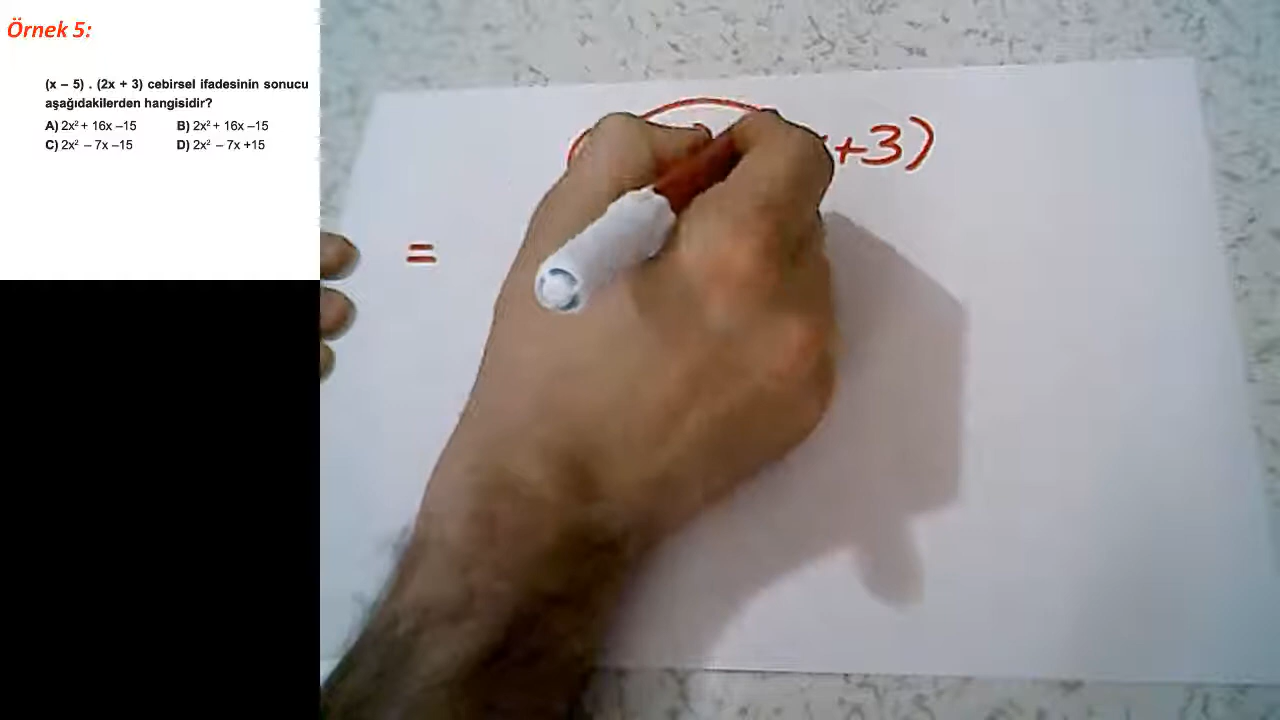 Örnek 5:
(x – 5) . (2x + 3) cebirsel ifadesinin sonucu
aşağıdakilerden hangisidir?
A) 2x² + 16x –15 B) 2x² + 16x –15
C) 2x² – 7x –15 D) 2x² – 7x +15
+3)
=